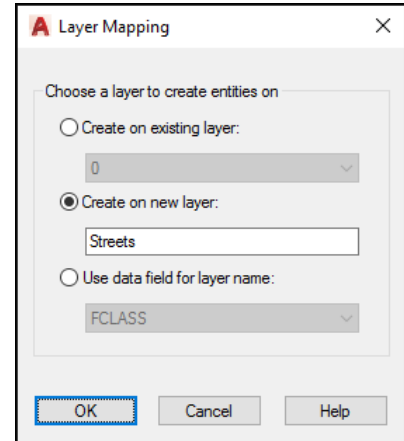 Layer Mapping
Choose a layer to create entities on
Create on existing layer:
0
Create on new layer:
Streets
Use data field for layer name:
FCLASS
OK Cancel Help